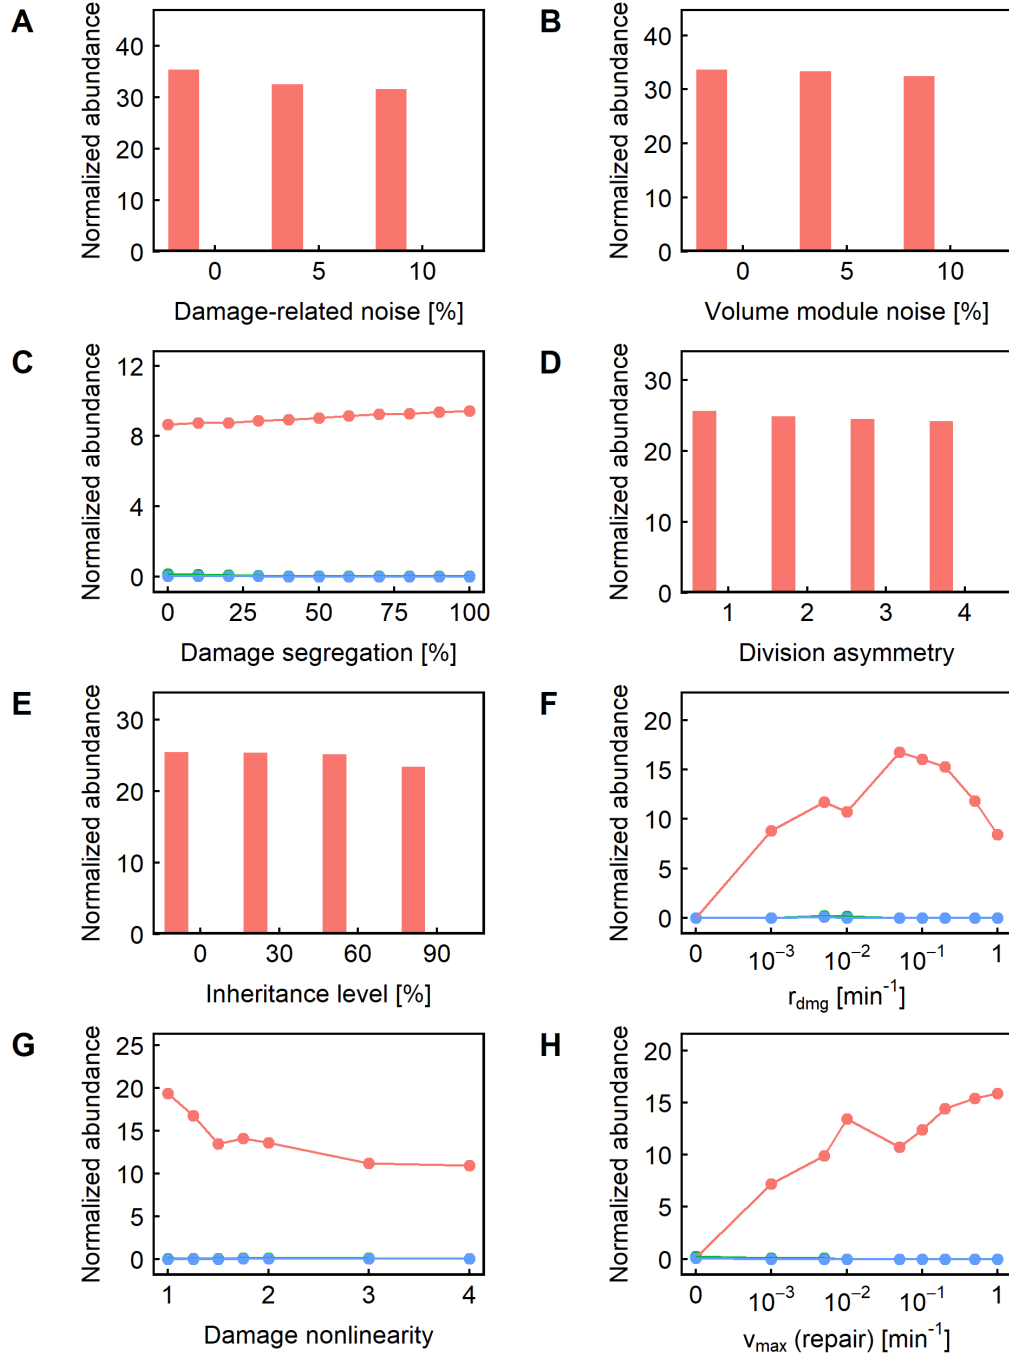 A
Normalized abundance
40
30
20
10
0
0 5 10
Damage-related noise [%]
B
Normalized abundance
40
30
20
10
0
0 5 10
Volume module noise [%]
C
Normalized abundance
12
8
4
0
0 25 50 75 100
Damage segregation [%]
D
Normalized abundance
30
20
10
0
1 2 3 4
Division asymmetry
E
Normalized abundance
30
20
10
0
0 30 60 90
Inheritance level [%]
F
Normalized abundance
20
15
10
5
0
0 10⁻³ 10⁻² 10⁻¹ 1
r_dmg [min⁻¹]
G
Normalized abundance
25
20
15
10
5
0
1 2 3 4
Damage nonlinearity
H
Normalized abundance
20
15
10
5
0
0 10⁻³ 10⁻² 10⁻¹ 1
v_max (repair) [min⁻¹]